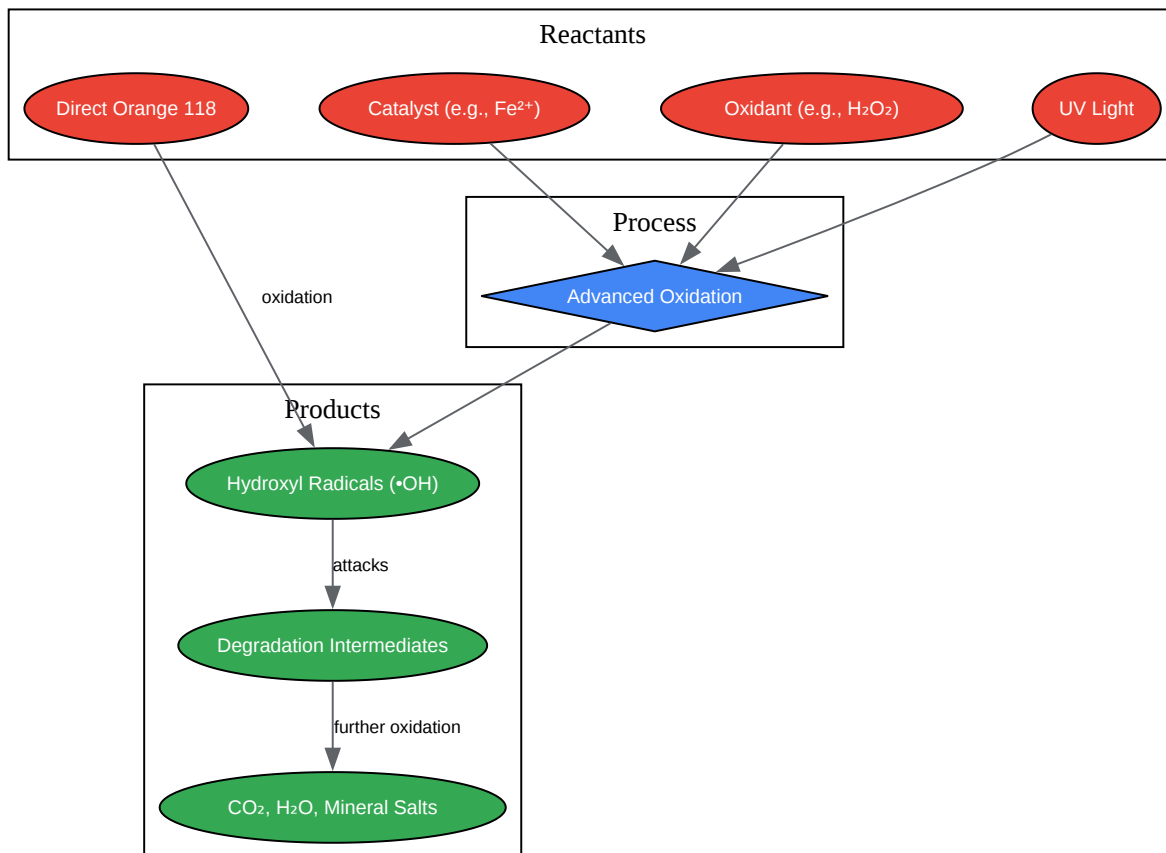 Reactants
Direct Orange 118
Catalyst (e.g., Fe²⁺)
Oxidant (e.g., H₂O₂)
UV Light
Process
Advanced Oxidation
oxidation
Products
Hydroxyl Radicals (•OH)
attacks
Degradation Intermediates
further oxidation
CO₂, H₂O, Mineral Salts